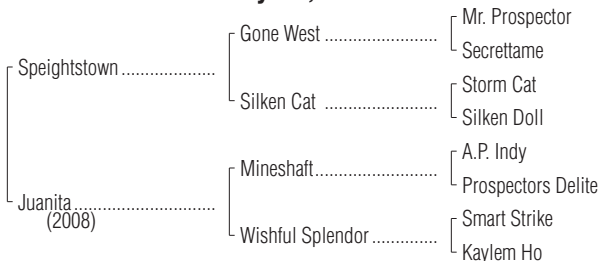 Mr. Prospector
Gone West ........................
Secrettame
Speightstown ....................
Storm Cat
Silken Cat ........................
Silken Doll
A.P. Indy
Mineshaft..........................
Prospectors Delite
Juanita..............................
(2008)
Smart Strike
Wishful Splendor ..............
Kaylem Ho